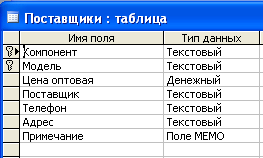 Поставщики : таблица
Имя поля Тип данных
Компонент Текстовый
Модель Текстовый
Цена оптовая Денежный
Поставщик Текстовый
Телефон Текстовый
Адрес Текстовый
Примечание Поле МЕМО